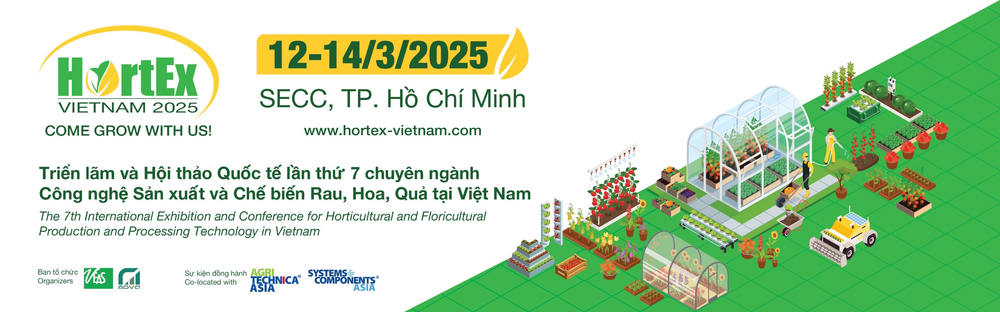 HortEx
VIETNAM 2025
COME GROW WITH US!
12-14/3/2025
SECC, TP. Hồ Chí Minh
www.hortex-vietnam.com
Triển lãm và Hội thảo Quốc tế lần thứ 7 chuyên ngành
Công nghệ Sản xuất và Chế biến Rau, Hoa, Quả tại Việt Nam
The 7th International Exhibition and Conference for Horticultural and Floricultural
Production and Processing Technology in Vietnam
Ban tổ chức
Organizers
VEAS
nova
Sự kiện đồng hành
Co-located with
AGRI
TECHNICA®
ASIA
SYSTEMS
COMPONENTS®
ASIA